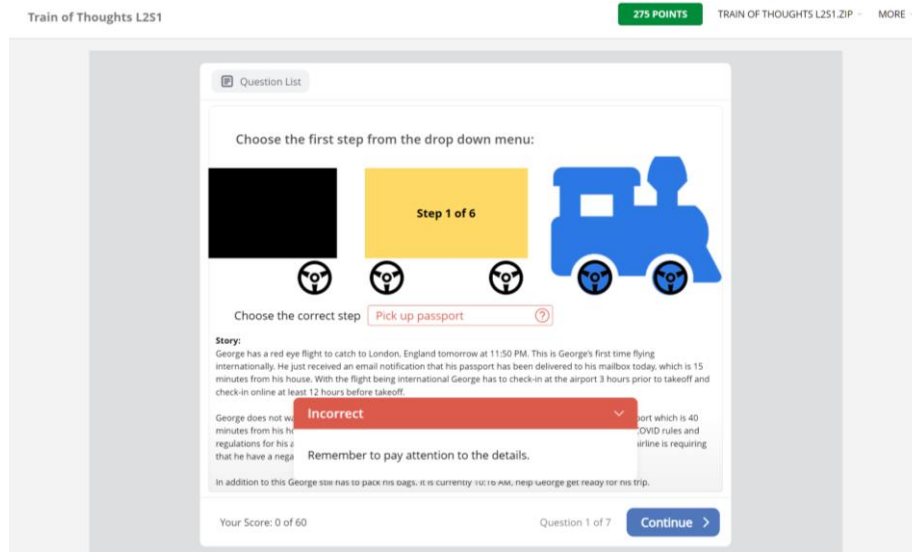 Train of Thoughts L2S1
275 POINTS
TRAIN OF THOUGHTS L2S1.ZIP
MORE
Question List
Choose the first step from the drop down menu:
Step 1 of 6
Choose the correct step
Pick up passport
Story:
George has a red eye flight to catch to London, England tomorrow at 11:50 PM. This is George's first time flying
internationally. He just received an email notification that his passport has been delivered to his mailbox today, which is 15
minutes from his house. With the flight being international George has to check-in at the airport 3 hours prior to takeoff and
check-in online at least 12 hours before takeoff.
George does not port which is 40
minutes from his OVID rules and
regulations for his irline is requiring
that he have a
Incorrect
Remember to pay attention to the details.
In addition to this George still has to pack his bags. It is currently 10:16 AM, help George get ready for his trip.
Your Score: 0 of 60
Question 1 of 7
Continue